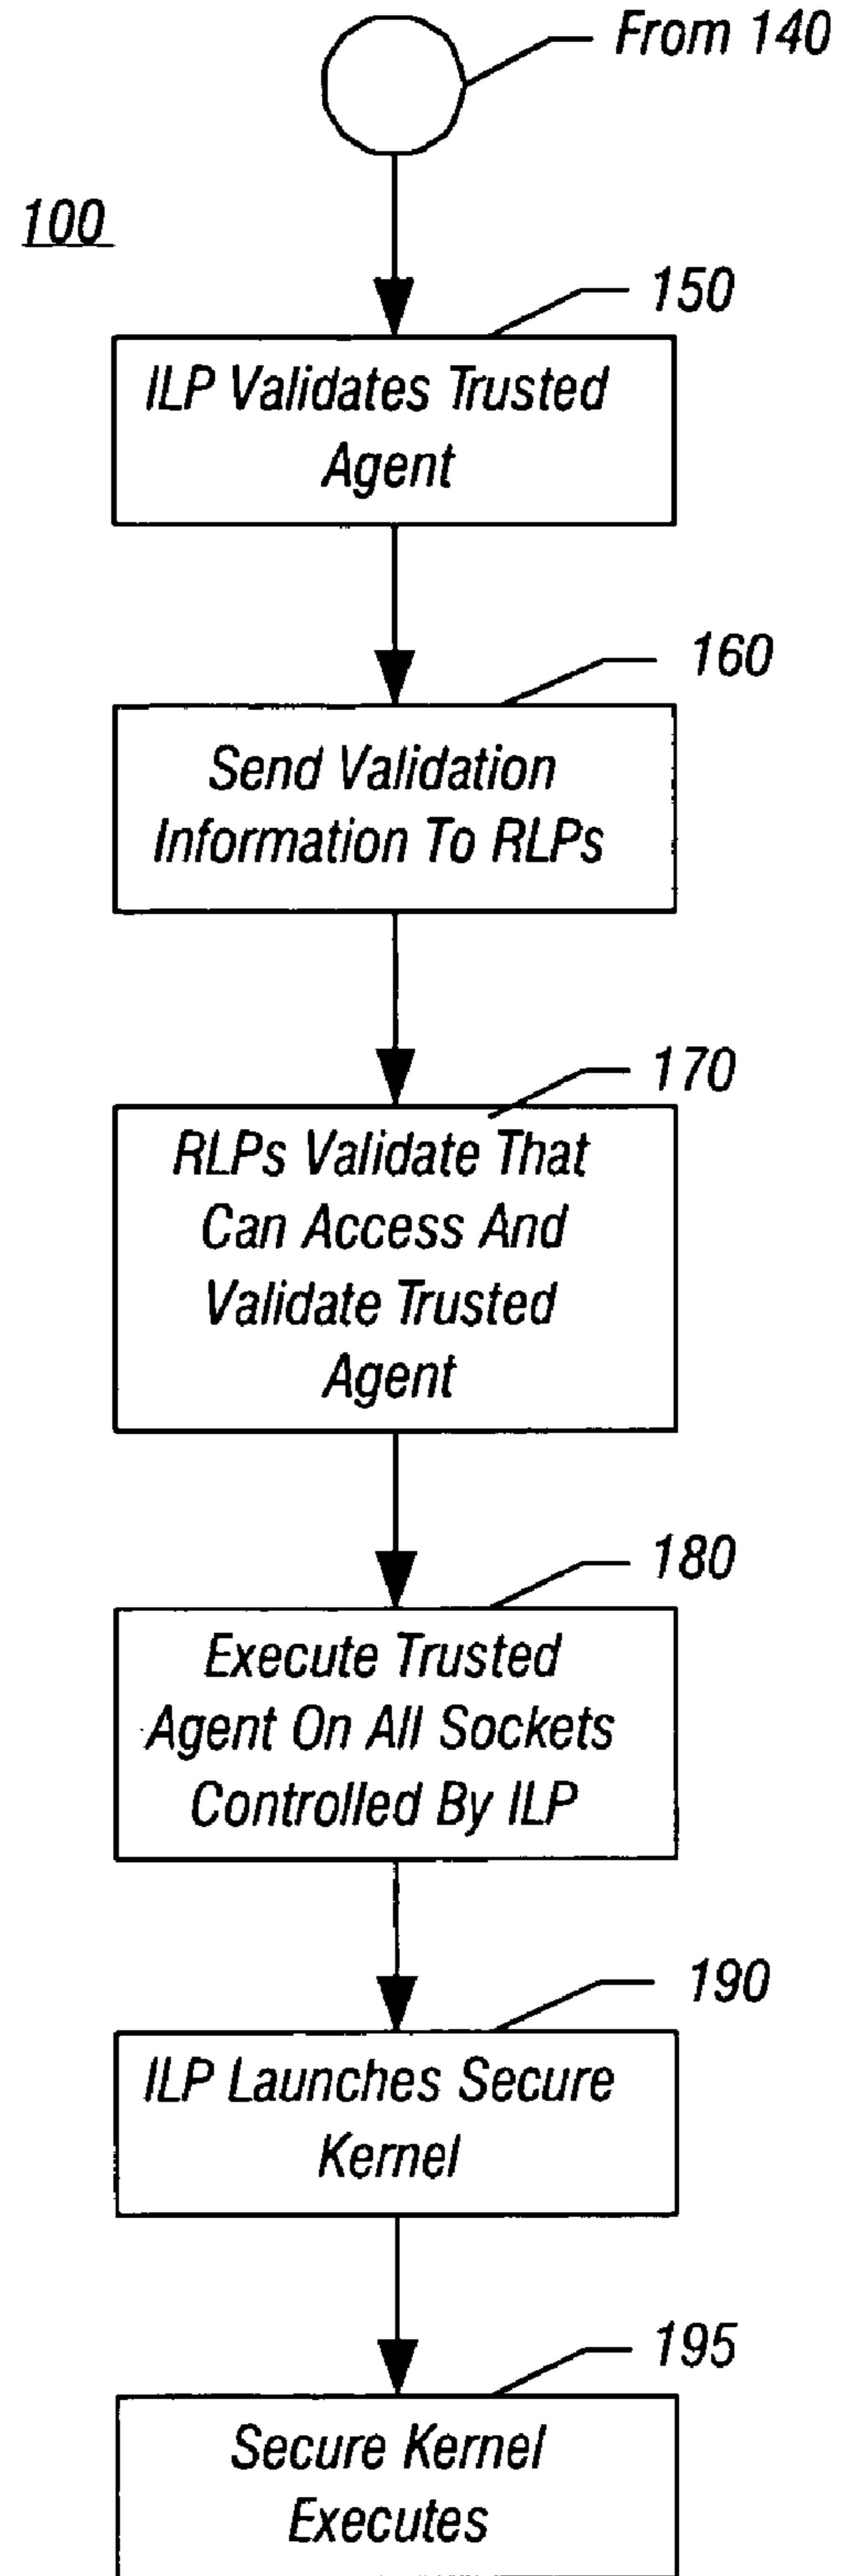 From 140
100
150
ILP Validates Trusted
Agent
160
Send Validation
Information To RLPs
170
RLPs Validate That
Can Access And
Validate Trusted
Agent
180
Execute Trusted
Agent On All Sockets
Controlled By ILP
190
ILP Launches Secure
Kernel
195
Secure Kernel
Executes